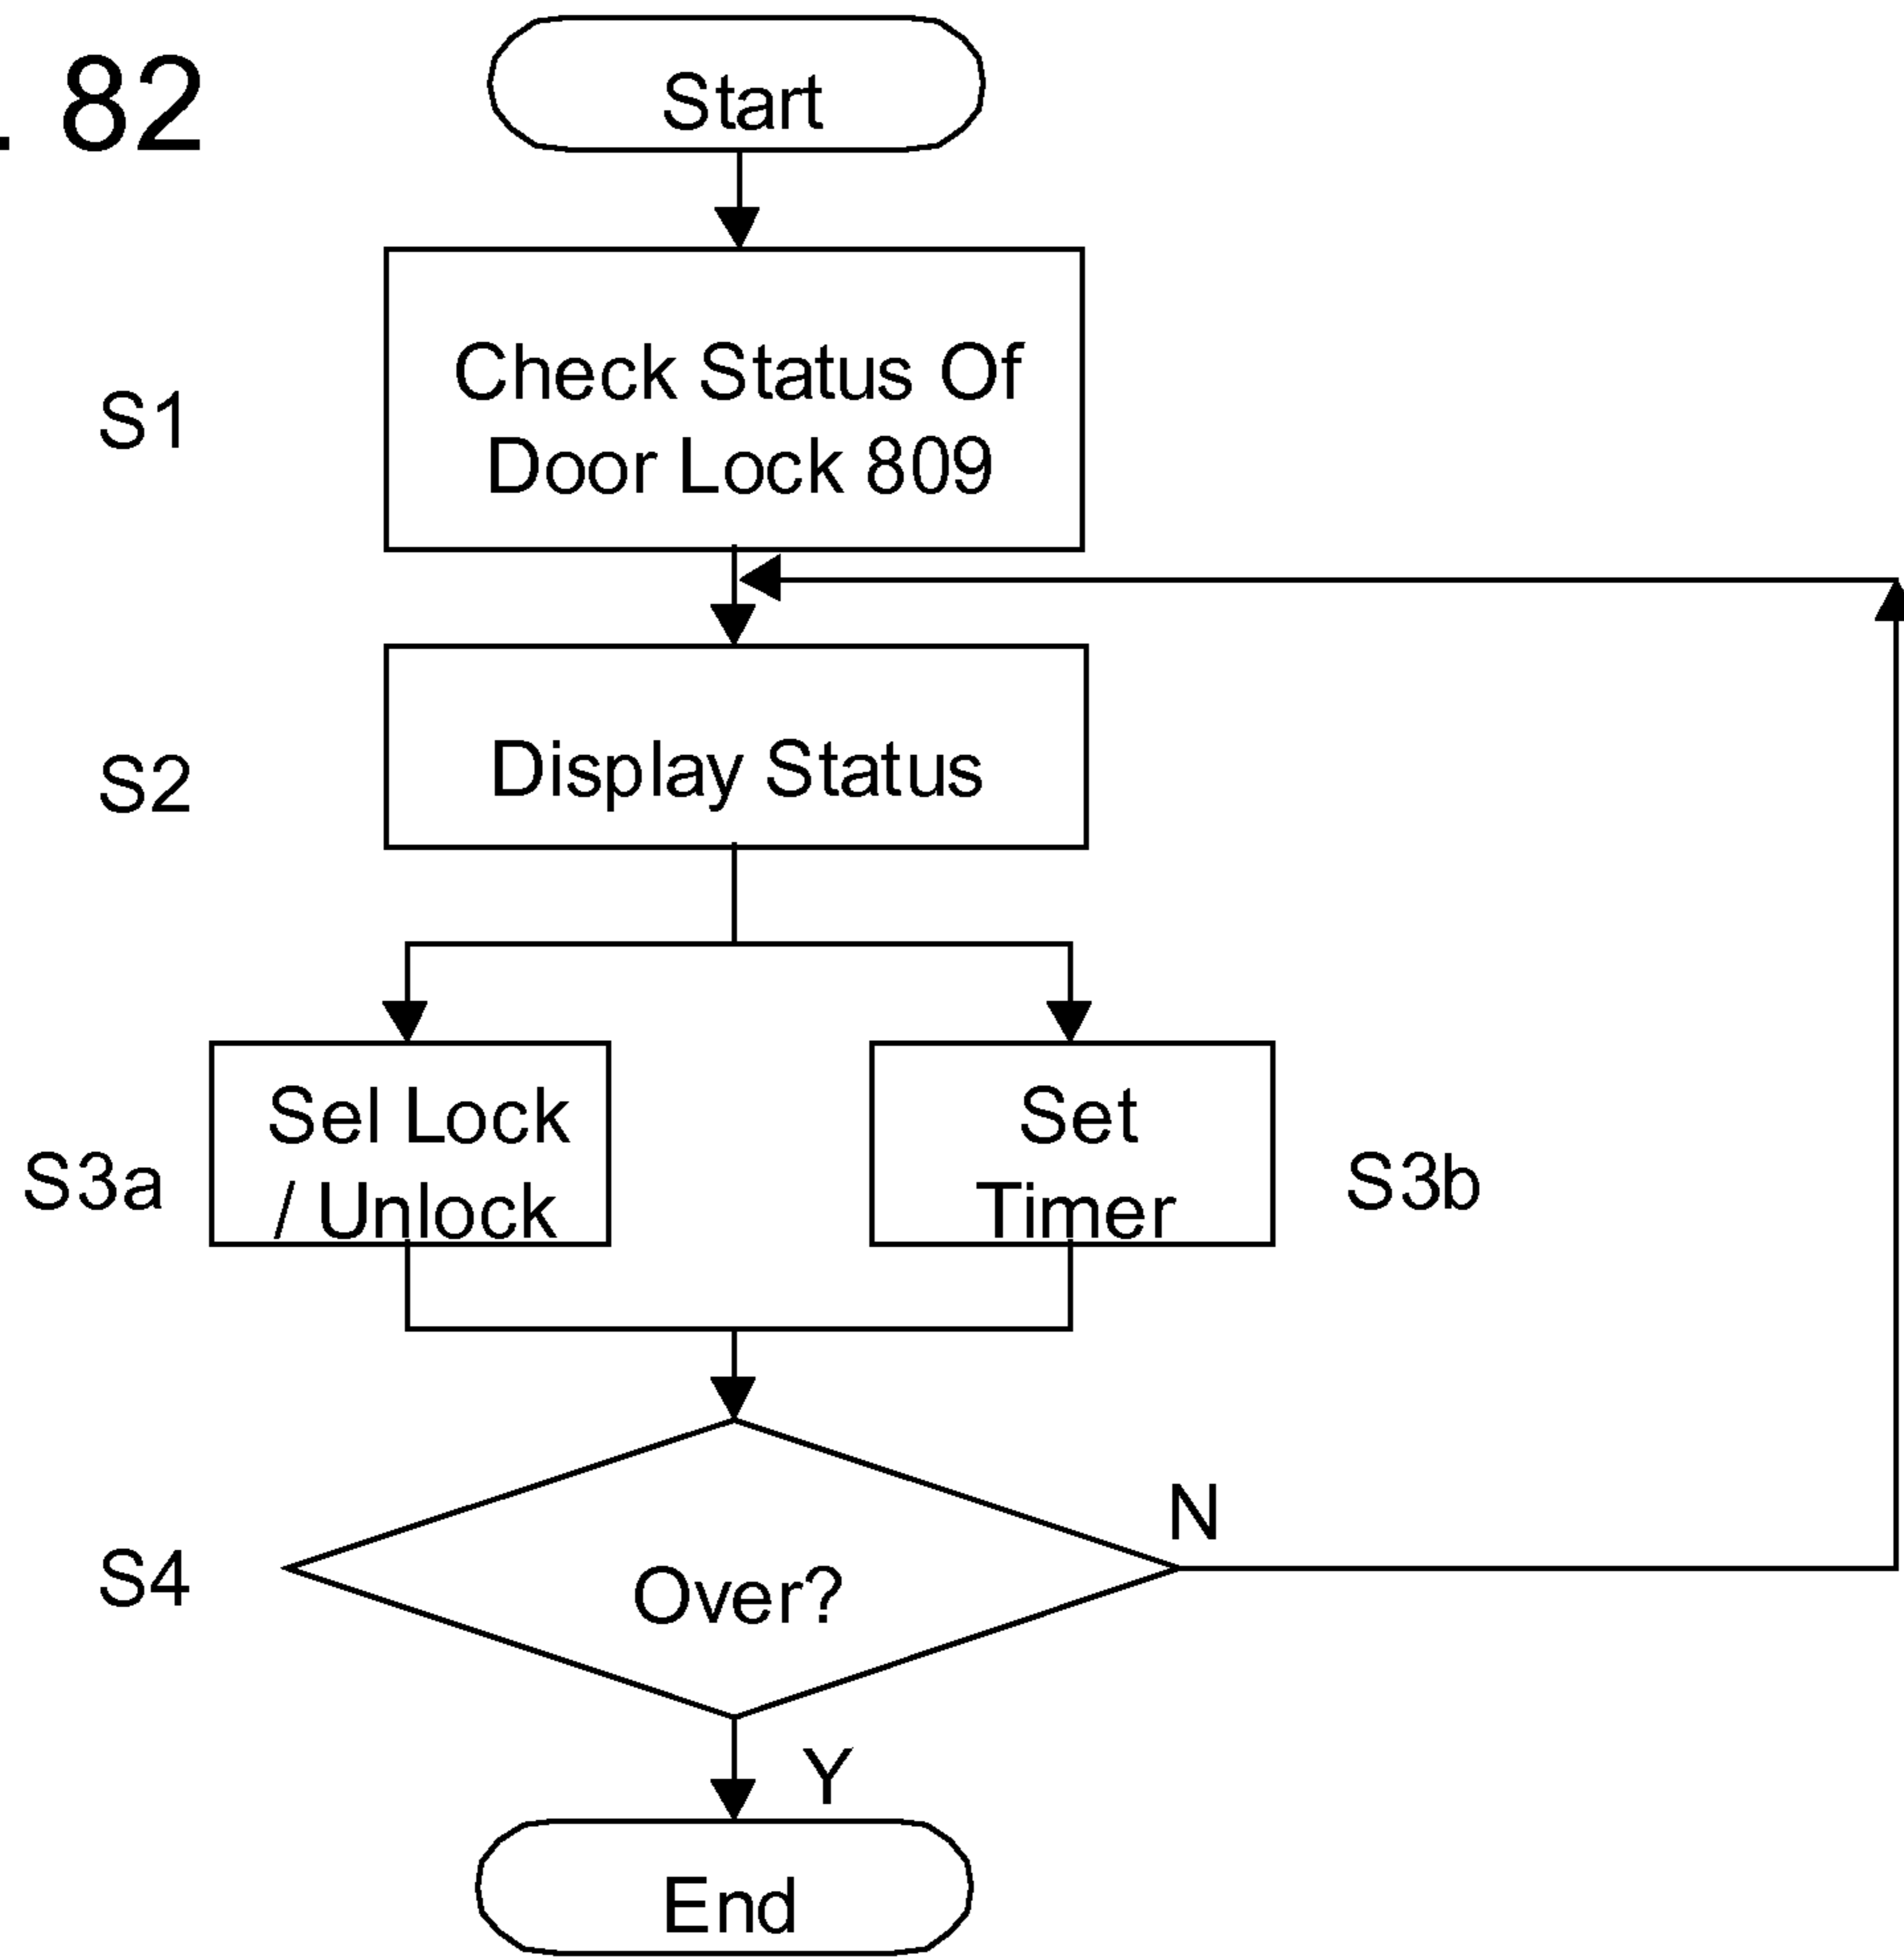 . 82
Start
S1
Check Status Of
Door Lock 809
S2
Display Status
S3a
Sel Lock
/ Unlock
Set
Timer
S3b
S4
Over?
N
Y
End